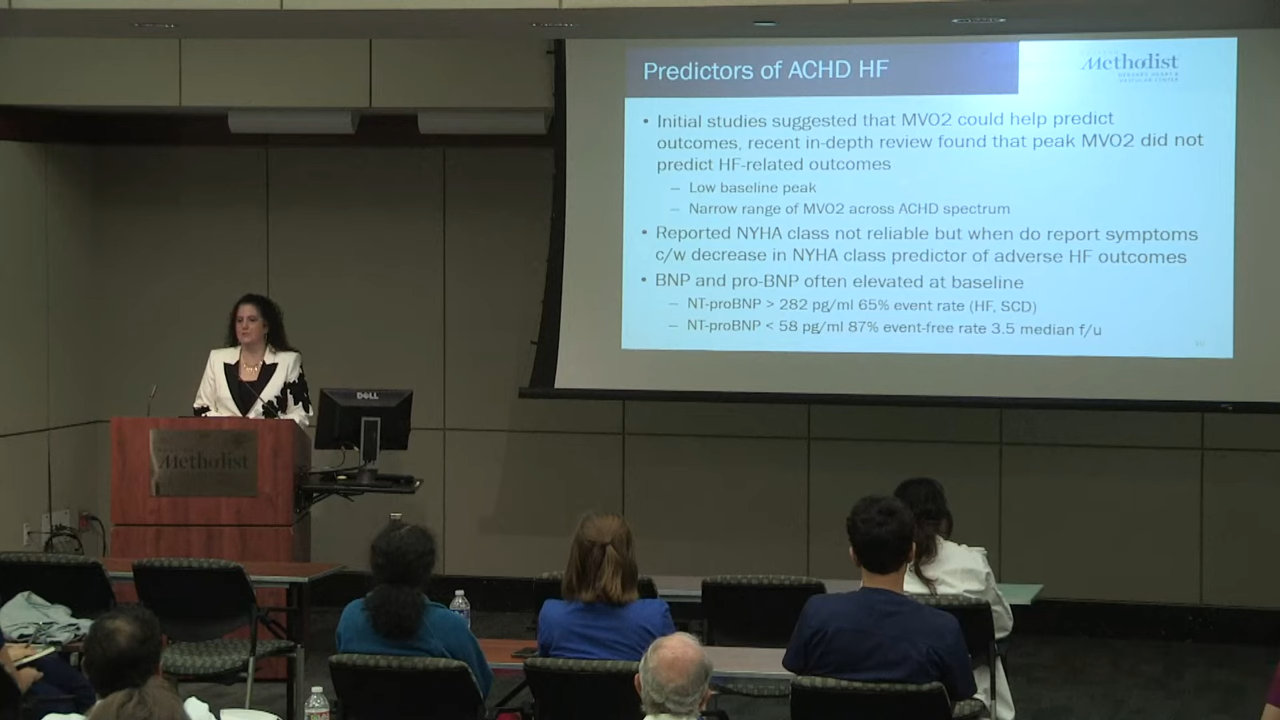 Predictors of ACHD HF
Methodist
DEBAKEY HEART &
VASCULAR CENTER
• Initial studies suggested that MVO2 could help predict
outcomes, recent in-depth review found that peak MVO2 did not
predict HF-related outcomes
– Low baseline peak
– Narrow range of MVO2 across ACHD spectrum
• Reported NYHA class not reliable but when do report symptoms
c/w decrease in NYHA class predictor of adverse HF outcomes
• BNP and pro-BNP often elevated at baseline
– NT-proBNP > 282 pg/ml 65% event rate (HF, SCD)
– NT-proBNP < 58 pg/ml 87% event-free rate 3.5 median f/u
DELL
Methodist